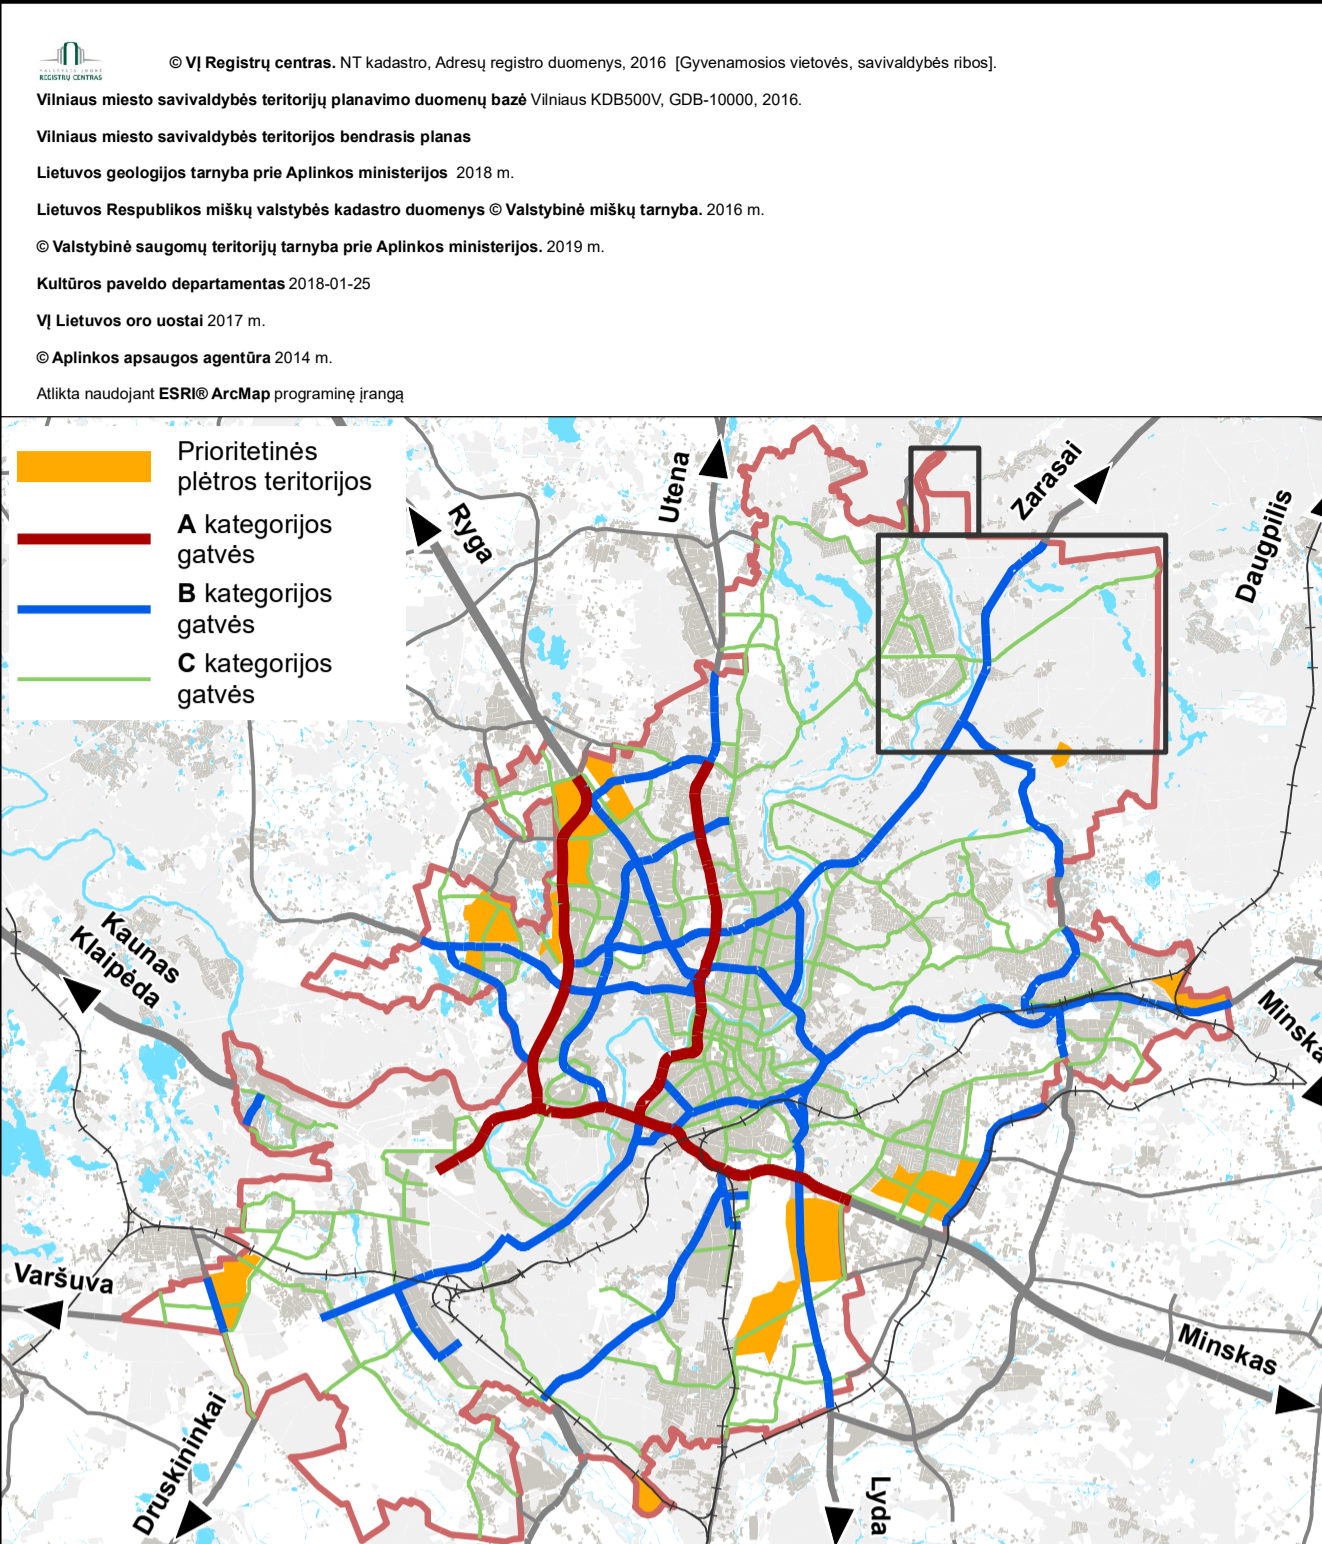 REGISTRŲ CENTRAS
© VĮ Registrų centras. NT kadastro, Adresų registro duomenys, 2016 [Gyvenamosios vietovės, savivaldybės ribos].
Vilniaus miesto savivaldybės teritorijų planavimo duomenų bazė Vilniaus KDB500V, GDB-10000, 2016.
Vilniaus miesto savivaldybės teritorijos bendrasis planas
Lietuvos geologijos tarnyba prie Aplinkos ministerijos 2018 m.
Lietuvos Respublikos miškų valstybės kadastro duomenys © Valstybinė miškų tarnyba. 2016 m.
© Valstybinė saugomų teritorijų tarnyba prie Aplinkos ministerijos. 2019 m.
Kultūros paveldo departamentas 2018-01-25
VĮ Lietuvos oro uostai 2017 m.
© Aplinkos apsaugos agentūra 2014 m.
Atlikta naudojant ESRI® ArcMap programinę įrangą
Prioritetinės
plėtros teritorijos
A kategorijos
gatvės
B kategorijos
gatvės
C kategorijos
gatvės
Ryga
Utena
Zarasai
Daugpilis
Kaunas
Klaipėda
Minskas
Varšuva
Minskas
Druskininkai
Lyda